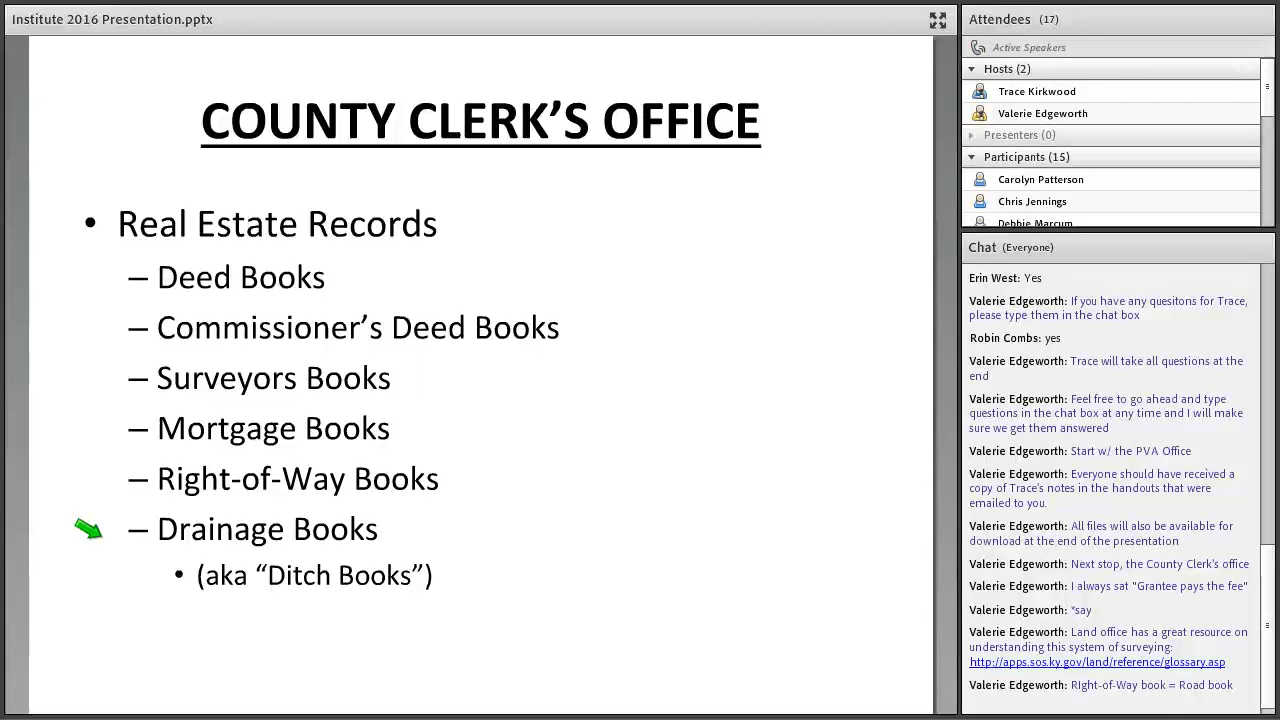 Institute 2016 Presentation.pptx
COUNTY CLERK’S OFFICE
• Real Estate Records
– Deed Books
– Commissioner’s Deed Books
– Surveyors Books
– Mortgage Books
– Right-of-Way Books
– Drainage Books
• (aka “Ditch Books”)
Attendees (17)
Active Speakers
Hosts (2)
Trace Kirkwood
Valerie Edgeworth
Presenters (0)
Participants (15)
Carolyn Patterson
Chris Jennings
Debbie Marcum
Chat (Everyone)
Erin West: Yes
Valerie Edgeworth: If you have any quesitons for Trace,
please type them in the chat box
Robin Combs: yes
Valerie Edgeworth: Trace will take all questions at the
end
Valerie Edgeworth: Feel free to go ahead and type
questions in the chat box at any time and I will make
sure we get them answered
Valerie Edgeworth: Start w/ the PVA Office
Valerie Edgeworth: Everyone should have received a
copy of Trace's notes in the handouts that were
emailed to you.
Valerie Edgeworth: All files will also be available for
download at the end of the presentation
Valerie Edgeworth: Next stop, the County Clerk's office
Valerie Edgeworth: I always sat "Grantee pays the fee"
Valerie Edgeworth: *say
Valerie Edgeworth: Land office has a great resource on
understanding this system of surveying:
http://apps.sos.ky.gov/land/reference/glossary.asp
Valerie Edgeworth: RIght-of-Way book = Road book